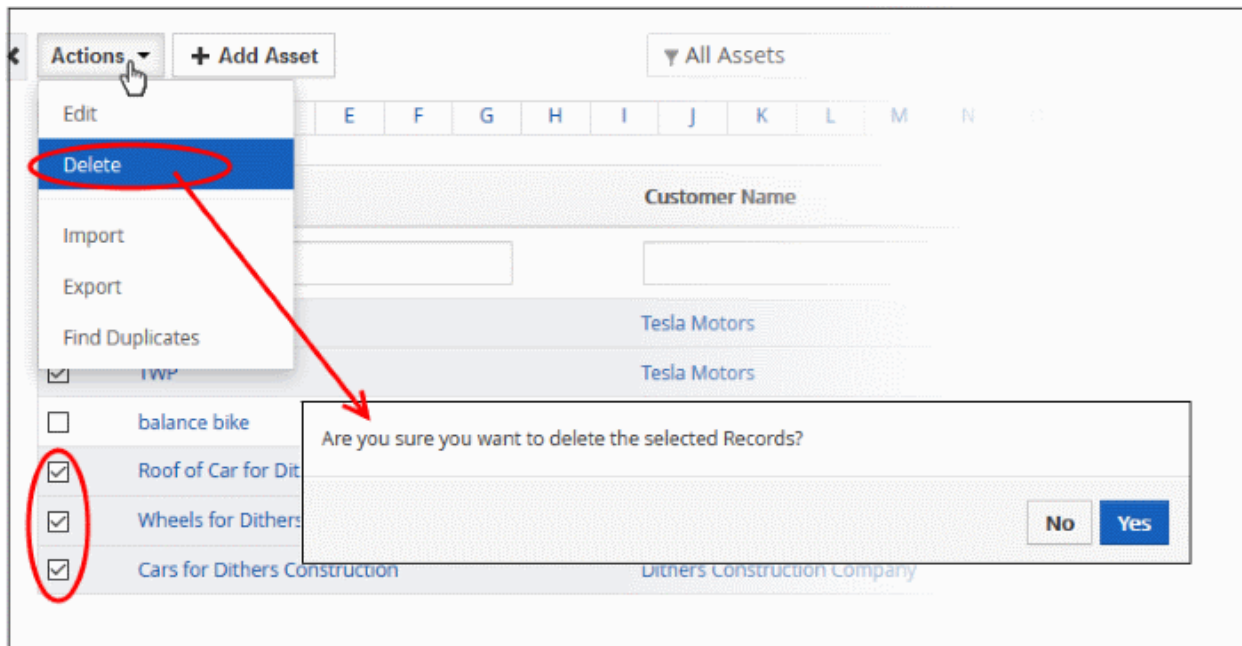 Actions + Add Asset All Assets
Edit
E F G H I J K L M N
Delete
Customer Name
Import
Export
Tesla Motors
Find Duplicates
TWP Tesla Motors
balance bike
Are you sure you want to delete the selected Records?
Roof of Car for Dit
Wheels for Dithers
No Yes
Cars for Dithers Construction Dithers Construction Company